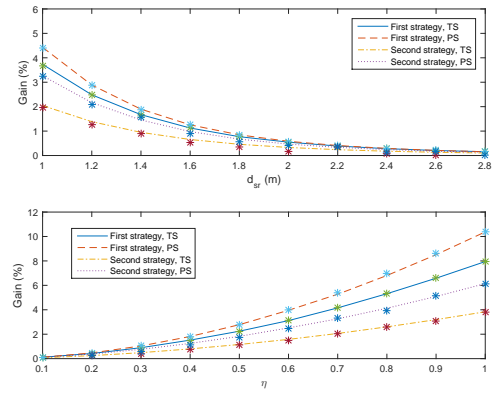 6
5
4
3
2
1
0
Gain (%)
First strategy, TS
First strategy, PS
Second strategy, TS
Second strategy, PS
1 1.2 1.4 1.6 1.8 2 2.2 2.4 2.6 2.8
d_sr (m)
12
10
8
6
4
2
0
Gain (%)
First strategy, TS
First strategy, PS
Second strategy, TS
Second strategy, PS
0.1 0.2 0.3 0.4 0.5 0.6 0.7 0.8 0.9 1
η